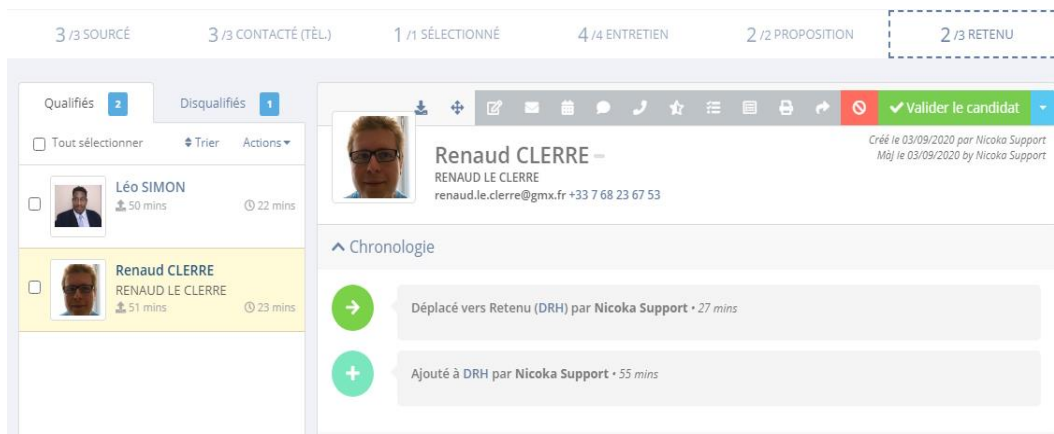 3 /3 SOURCÉ 3 /3 CONTACTÉ (TÈL.) 1 /1 SÉLECTIONNÉ 4 /4 ENTRETIEN 2 /2 PROPOSITION 2 /3 RETENU
Qualifiés 2 Disqualifiés 1
Tout sélectionner Trier Actions
Léo SIMON
50 mins 22 mins
Renaud CLERRE
RENAUD LE CLERRE
51 mins 23 mins
Valider le candidat
Créé le 03/09/2020 par Nicoka Support
Màj le 03/09/2020 by Nicoka Support
Renaud CLERRE
RENAUD LE CLERRE
renaud.le.clerre@gmx.fr +33 7 68 23 67 53
Chronologie
Déplacé vers Retenu (DRH) par Nicoka Support • 27 mins
Ajouté à DRH par Nicoka Support • 55 mins